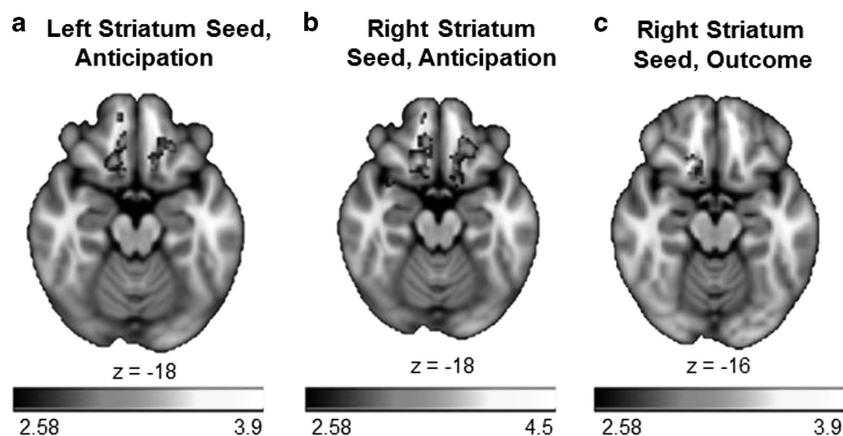 a Left Striatum Seed,
Anticipation
b Right Striatum
Seed, Anticipation
c Right Striatum
Seed, Outcome
z = -18
z = -18
z = -16
2.58 3.9
2.58 4.5
2.58 3.9